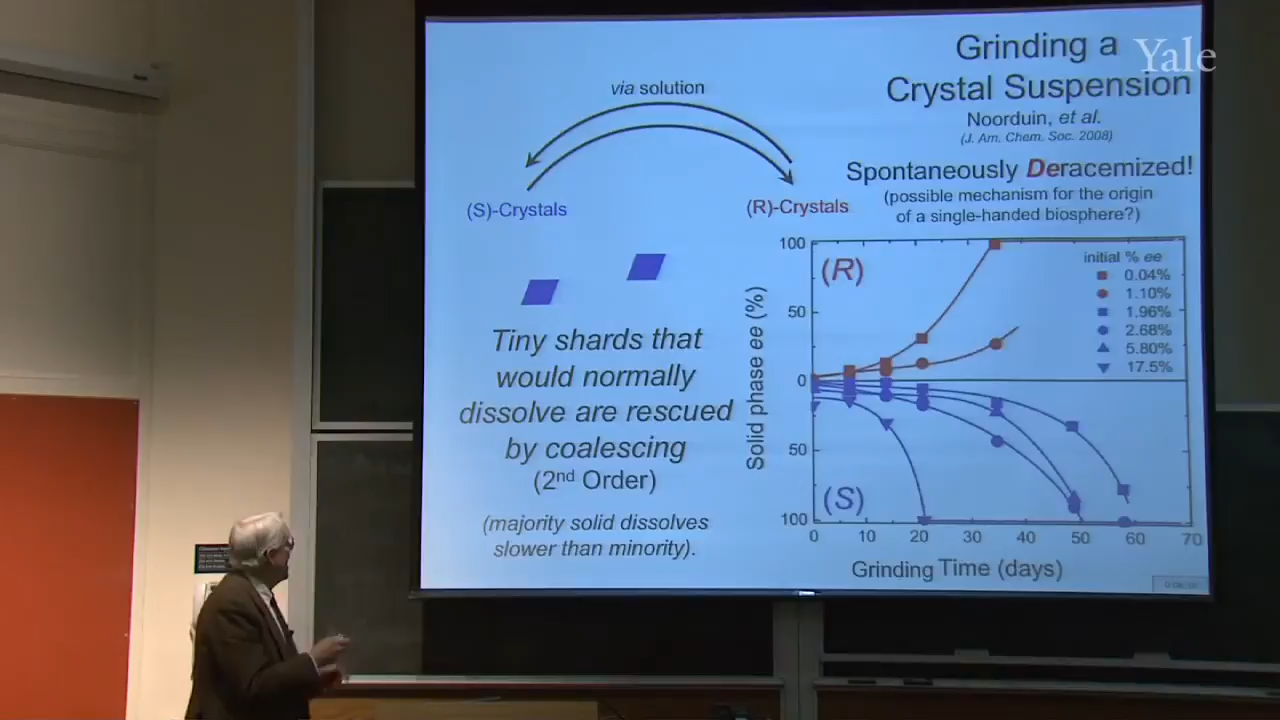 Yale
Grinding a
Crystal Suspension
Noorduin, et al.
(J. Am. Chem. Soc. 2008)
via solution
(S)-Crystals
(R)-Crystals
Spontaneously Deracemized!
(possible mechanism for the origin
of a single-handed biosphere?)
Tiny shards that
would normally
dissolve are rescued
by coalescing
(2nd Order)
(majority solid dissolves
slower than minority).
Solid phase ee (%)
100
50
0
50
100
(R)
(S)
initial % ee
0.04%
1.10%
1.96%
2.68%
5.80%
17.5%
0 10 20 30 40 50 60 70
Grinding Time (days)